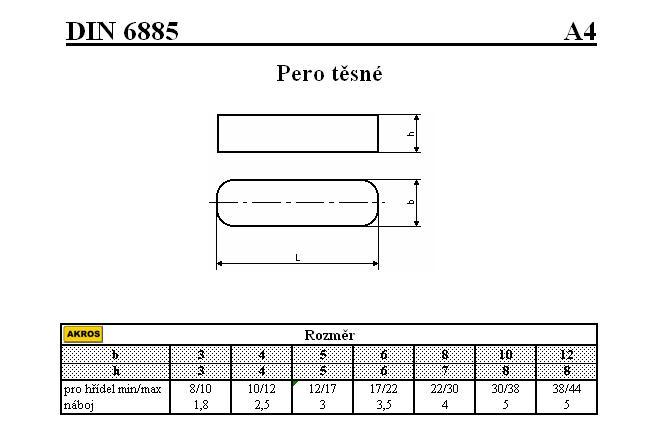 DIN 6885 A4
Pero těsné
h
b
L
AKROS Rozměr
b 3 4 5 6 8 10 12
h 3 4 5 6 7 8 8
pro hřídel min/max 8/10 10/12 12/17 17/22 22/30 30/38 38/44
náboj 1,8 2,5 3 3,5 4 5 5